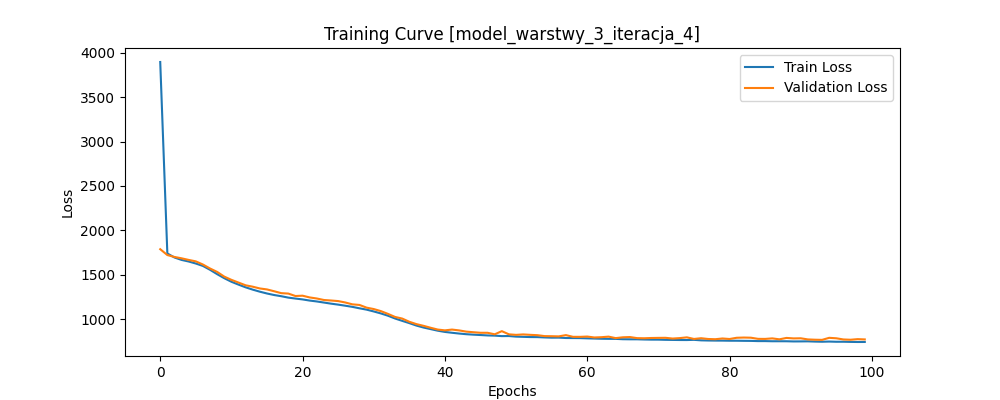 Training Curve [model_warstwy_3_iteracja_4]
4000
3500
3000
2500
2000
1500
1000
Loss
Train Loss
Validation Loss
0 20 40 60 80 100
Epochs